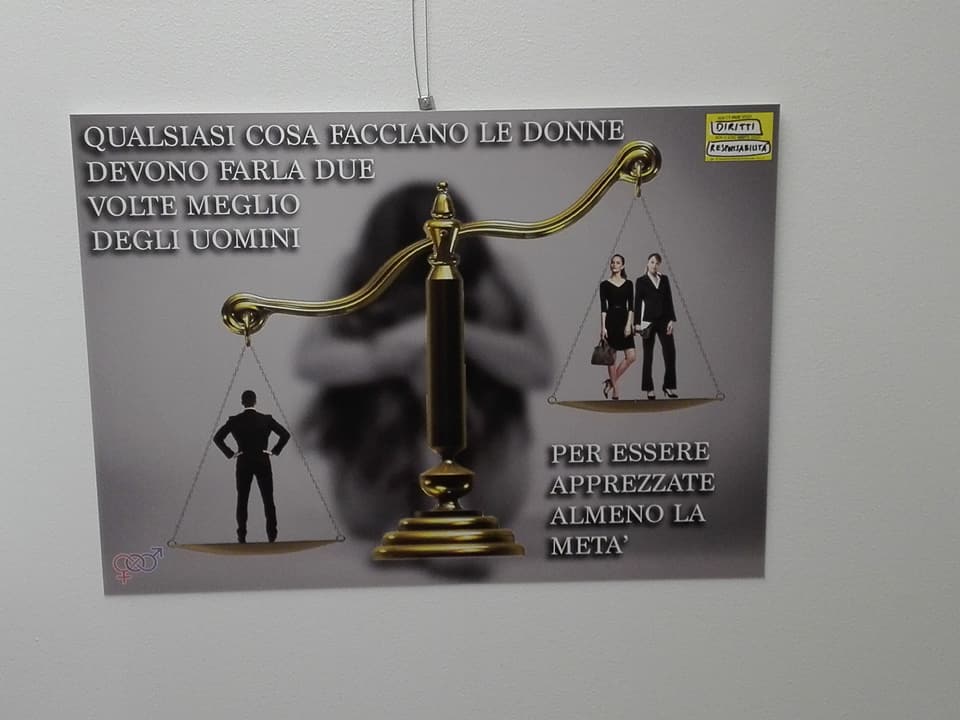 QUALSIASI COSA FACCIANO LE DONNE
DEVONO FARLA DUE
VOLTE MEGLIO
DEGLI UOMINI
DIRITTI
RESPONSABILITÀ
PER ESSERE
APPREZZATE
ALMENO LA
META'